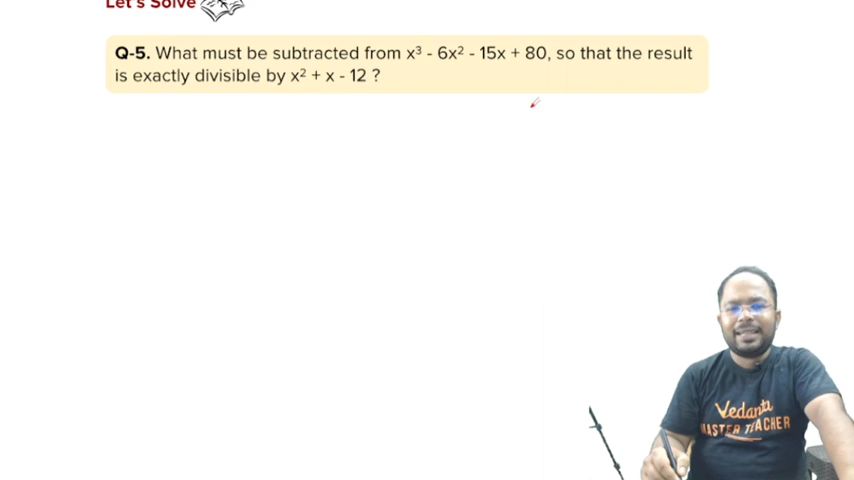 Let's Solve
Q-5. What must be subtracted from x³ - 6x² - 15x + 80, so that the result
is exactly divisible by x² + x - 12 ?
Vedantu
MASTER TEACHER